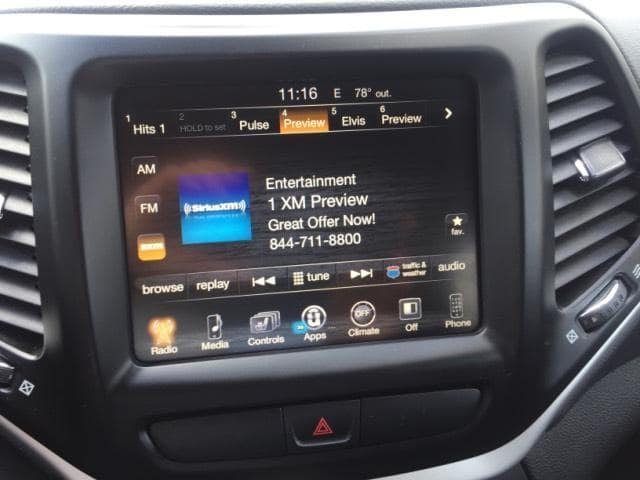 11:16 E 78° out.
1 Hits 1 2 HOLD to set 3 Pulse 4 Preview 5 Elvis 6 Preview
AM
FM
SXM
((SiriusXM))
Entertainment
1 XM Preview
Great Offer Now!
844-711-8800
fav.
browse replay tune traffic & weather audio
Radio Media Controls Apps OFF Climate Off Phone